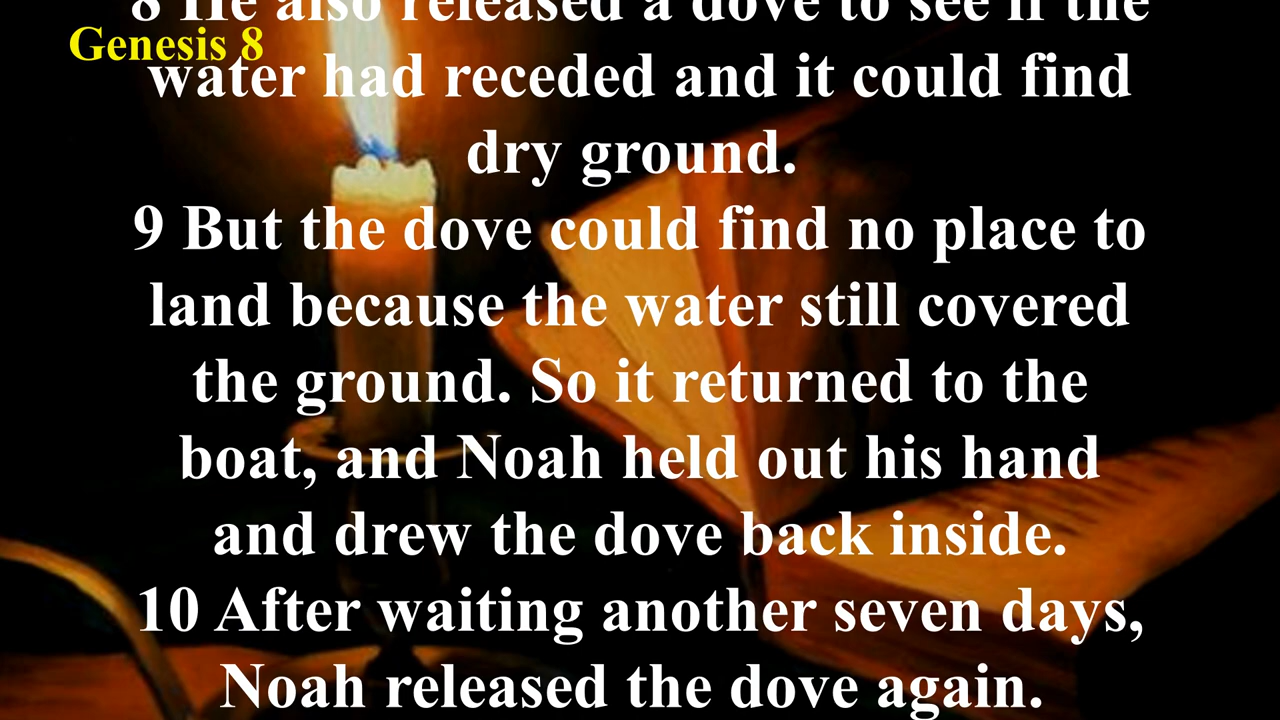 8 He also released a dove to see if the
Genesis 8
water had receded and it could find
dry ground.
9 But the dove could find no place to
land because the water still covered
the ground. So it returned to the
boat, and Noah held out his hand
and drew the dove back inside.
10 After waiting another seven days,
Noah released the dove again.